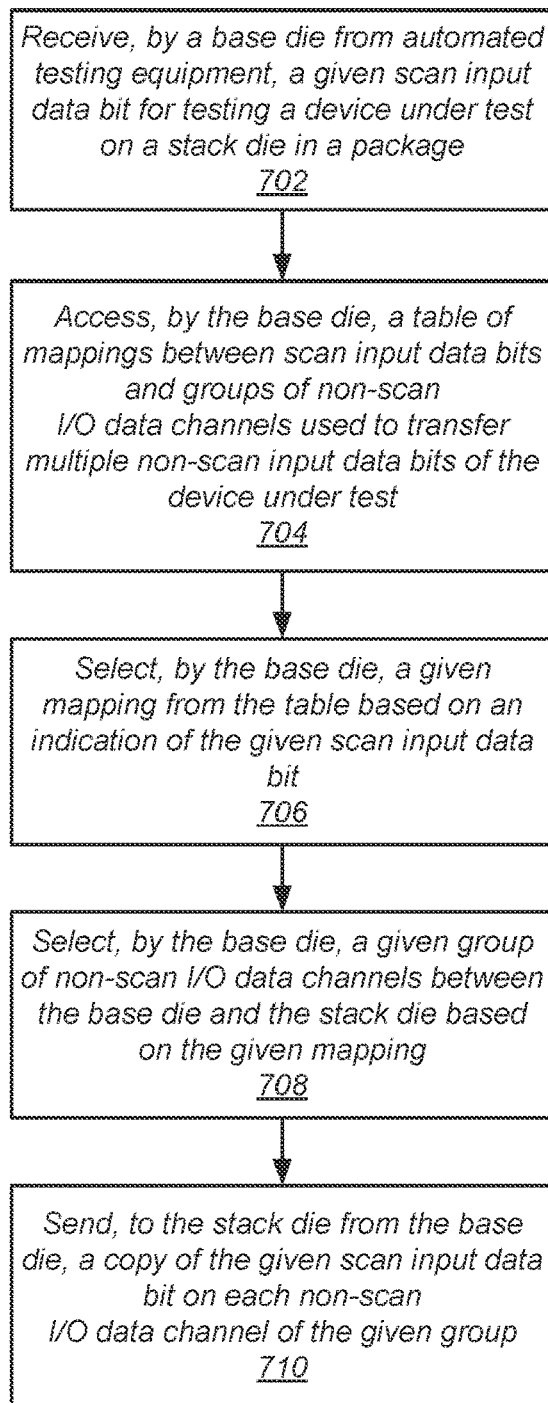 Receive, by a base die from automated
testing equipment, a given scan input
data bit for testing a device under test
on a stack die in a package
702
Access, by the base die, a table of
mappings between scan input data bits
and groups of non-scan
I/O data channels used to transfer
multiple non-scan input data bits of the
device under test
704
Select, by the base die, a given
mapping from the table based on an
indication of the given scan input data
bit
706
Select, by the base die, a given group
of non-scan I/O data channels between
the base die and the stack die based
on the given mapping
708
Send, to the stack die from the base
die, a copy of the given scan input data
bit on each non-scan
I/O data channel of the given group
710